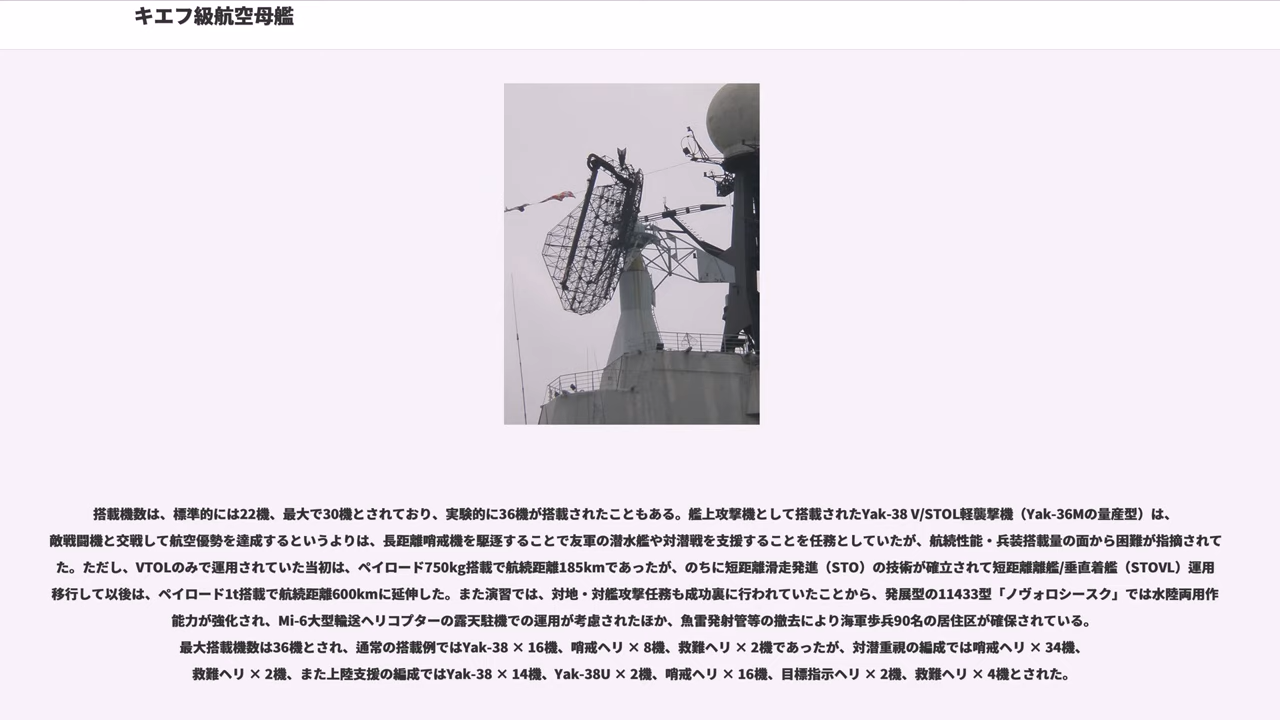 キエフ級航空母艦
搭載機数は、標準的には22機、最大で30機とされており、実験的に36機が搭載されたこともある。艦上攻撃機として搭載されたYak-38 V/STOL軽襲撃機（Yak-36Mの量産型）は、
敵戦闘機と交戦して航空優勢を達成するというよりは、長距離哨戒機を駆逐することで友軍の潜水艦や対潜戦を支援することを任務としていたが、航続性能・兵装搭載量の面から困難が指摘されて
た。ただし、VTOLのみで運用されていた当初は、ペイロード750kg搭載で航続距離185kmであったが、のちに短距離滑走発進（STO）の技術が確立されて短距離離艦/垂直着艦（STOVL）運用
移行して以後は、ペイロード1t搭載で航続距離600kmに延伸した。また演習では、対地・対艦攻撃任務も成功裏に行われていたことから、発展型の11433型「ノヴォロシースク」では水陸両用作
能力が強化され、Mi-6大型輸送ヘリコプターの露天駐機での運用が考慮されたほか、魚雷発射管等の撤去により海軍歩兵90名の居住区が確保されている。
最大搭載機数は36機とされ、通常の搭載例ではYak-38 × 16機、哨戒ヘリ × 8機、救難ヘリ × 2機であったが、対潜重視の編成では哨戒ヘリ × 34機、
救難ヘリ × 2機、また上陸支援の編成ではYak-38 × 14機、Yak-38U × 2機、哨戒ヘリ × 16機、目標指示ヘリ × 2機、救難ヘリ × 4機とされた。